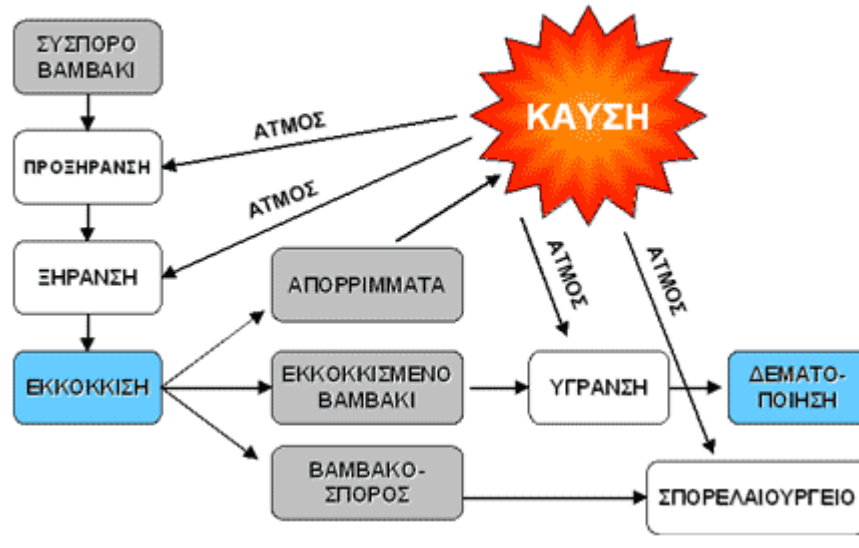 ΣΥΣΠΟΡΟ
ΒΑΜΒΑΚΙ
ΚΑΥΣΗ
ΑΤΜΟΣ
ΠΡΟΞΗΡΑΝΣΗ
ΑΤΜΟΣ
ΞΗΡΑΝΣΗ
ΑΠΟΡΡΙΜΜΑΤΑ
ΑΤΜΟΣ
ΑΤΜΟΣ
ΕΚΚΟΚΚΙΣΗ
ΕΚΚΟΚΚΙΣΜΕΝΟ
ΒΑΜΒΑΚΙ
ΥΓΡΑΝΣΗ
ΔΕΜΑΤΟ-
ΠΟΙΗΣΗ
ΒΑΜΒΑΚΟ-
ΣΠΟΡΟΣ
ΣΠΟΡΕΛΑΙΟΥΡΓΕΙΟ